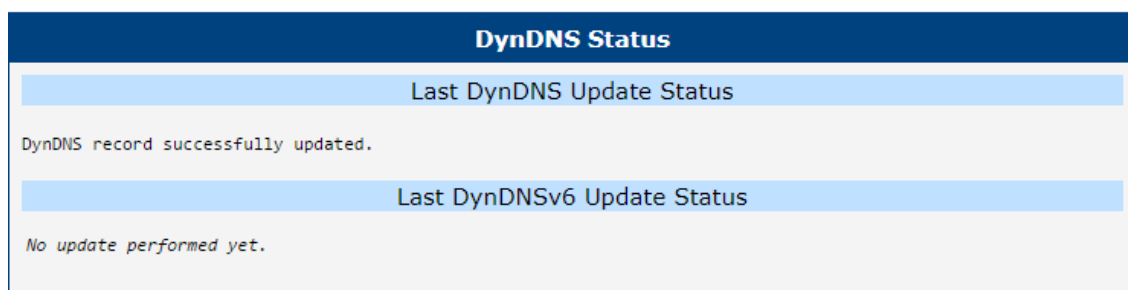 DynDNS Status
Last DynDNS Update Status
DynDNS record successfully updated.
Last DynDNSv6 Update Status
No update performed yet.